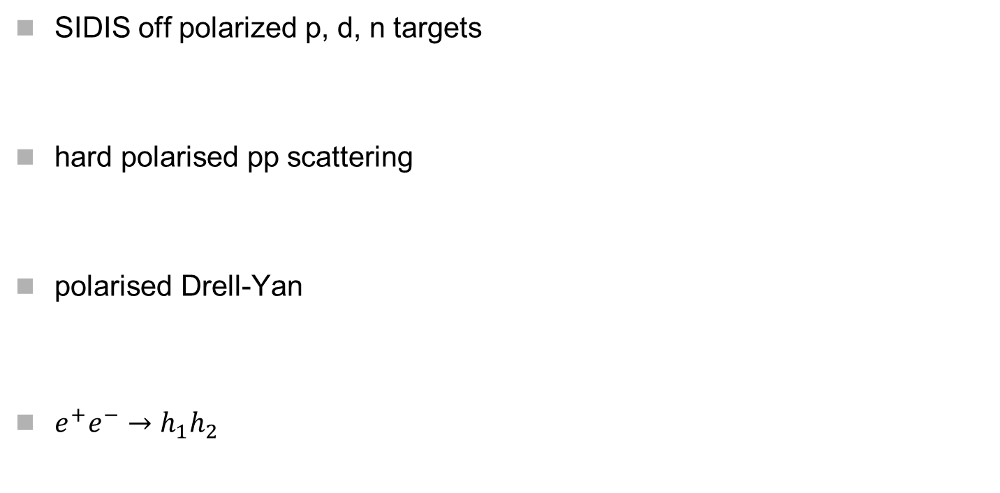 SIDIS off polarized p, d, n targets
hard polarised pp scattering
polarised Drell-Yan
e⁺e⁻ → h₁h₂